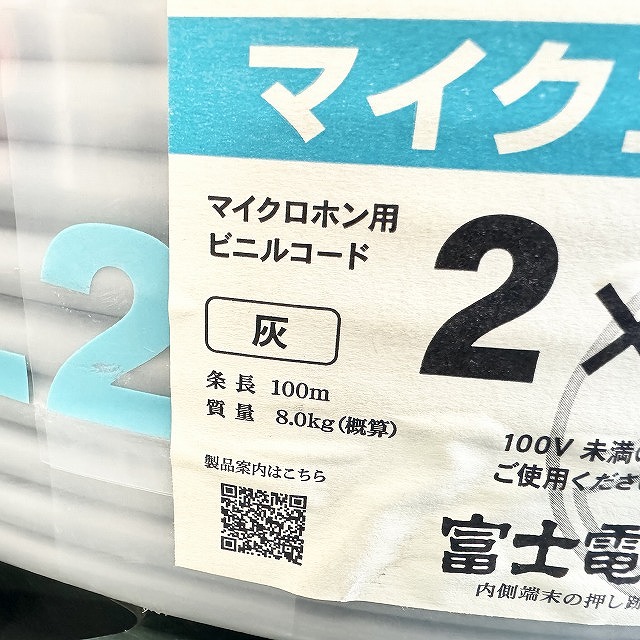 マイク
マイクロホン用
ビニルコード
2×
灰
条長 100m
質量 8.0kg(概算)
製品案内はこちら
100V 未満の
ご使用くださ
富士電
内側端末の押し
-2